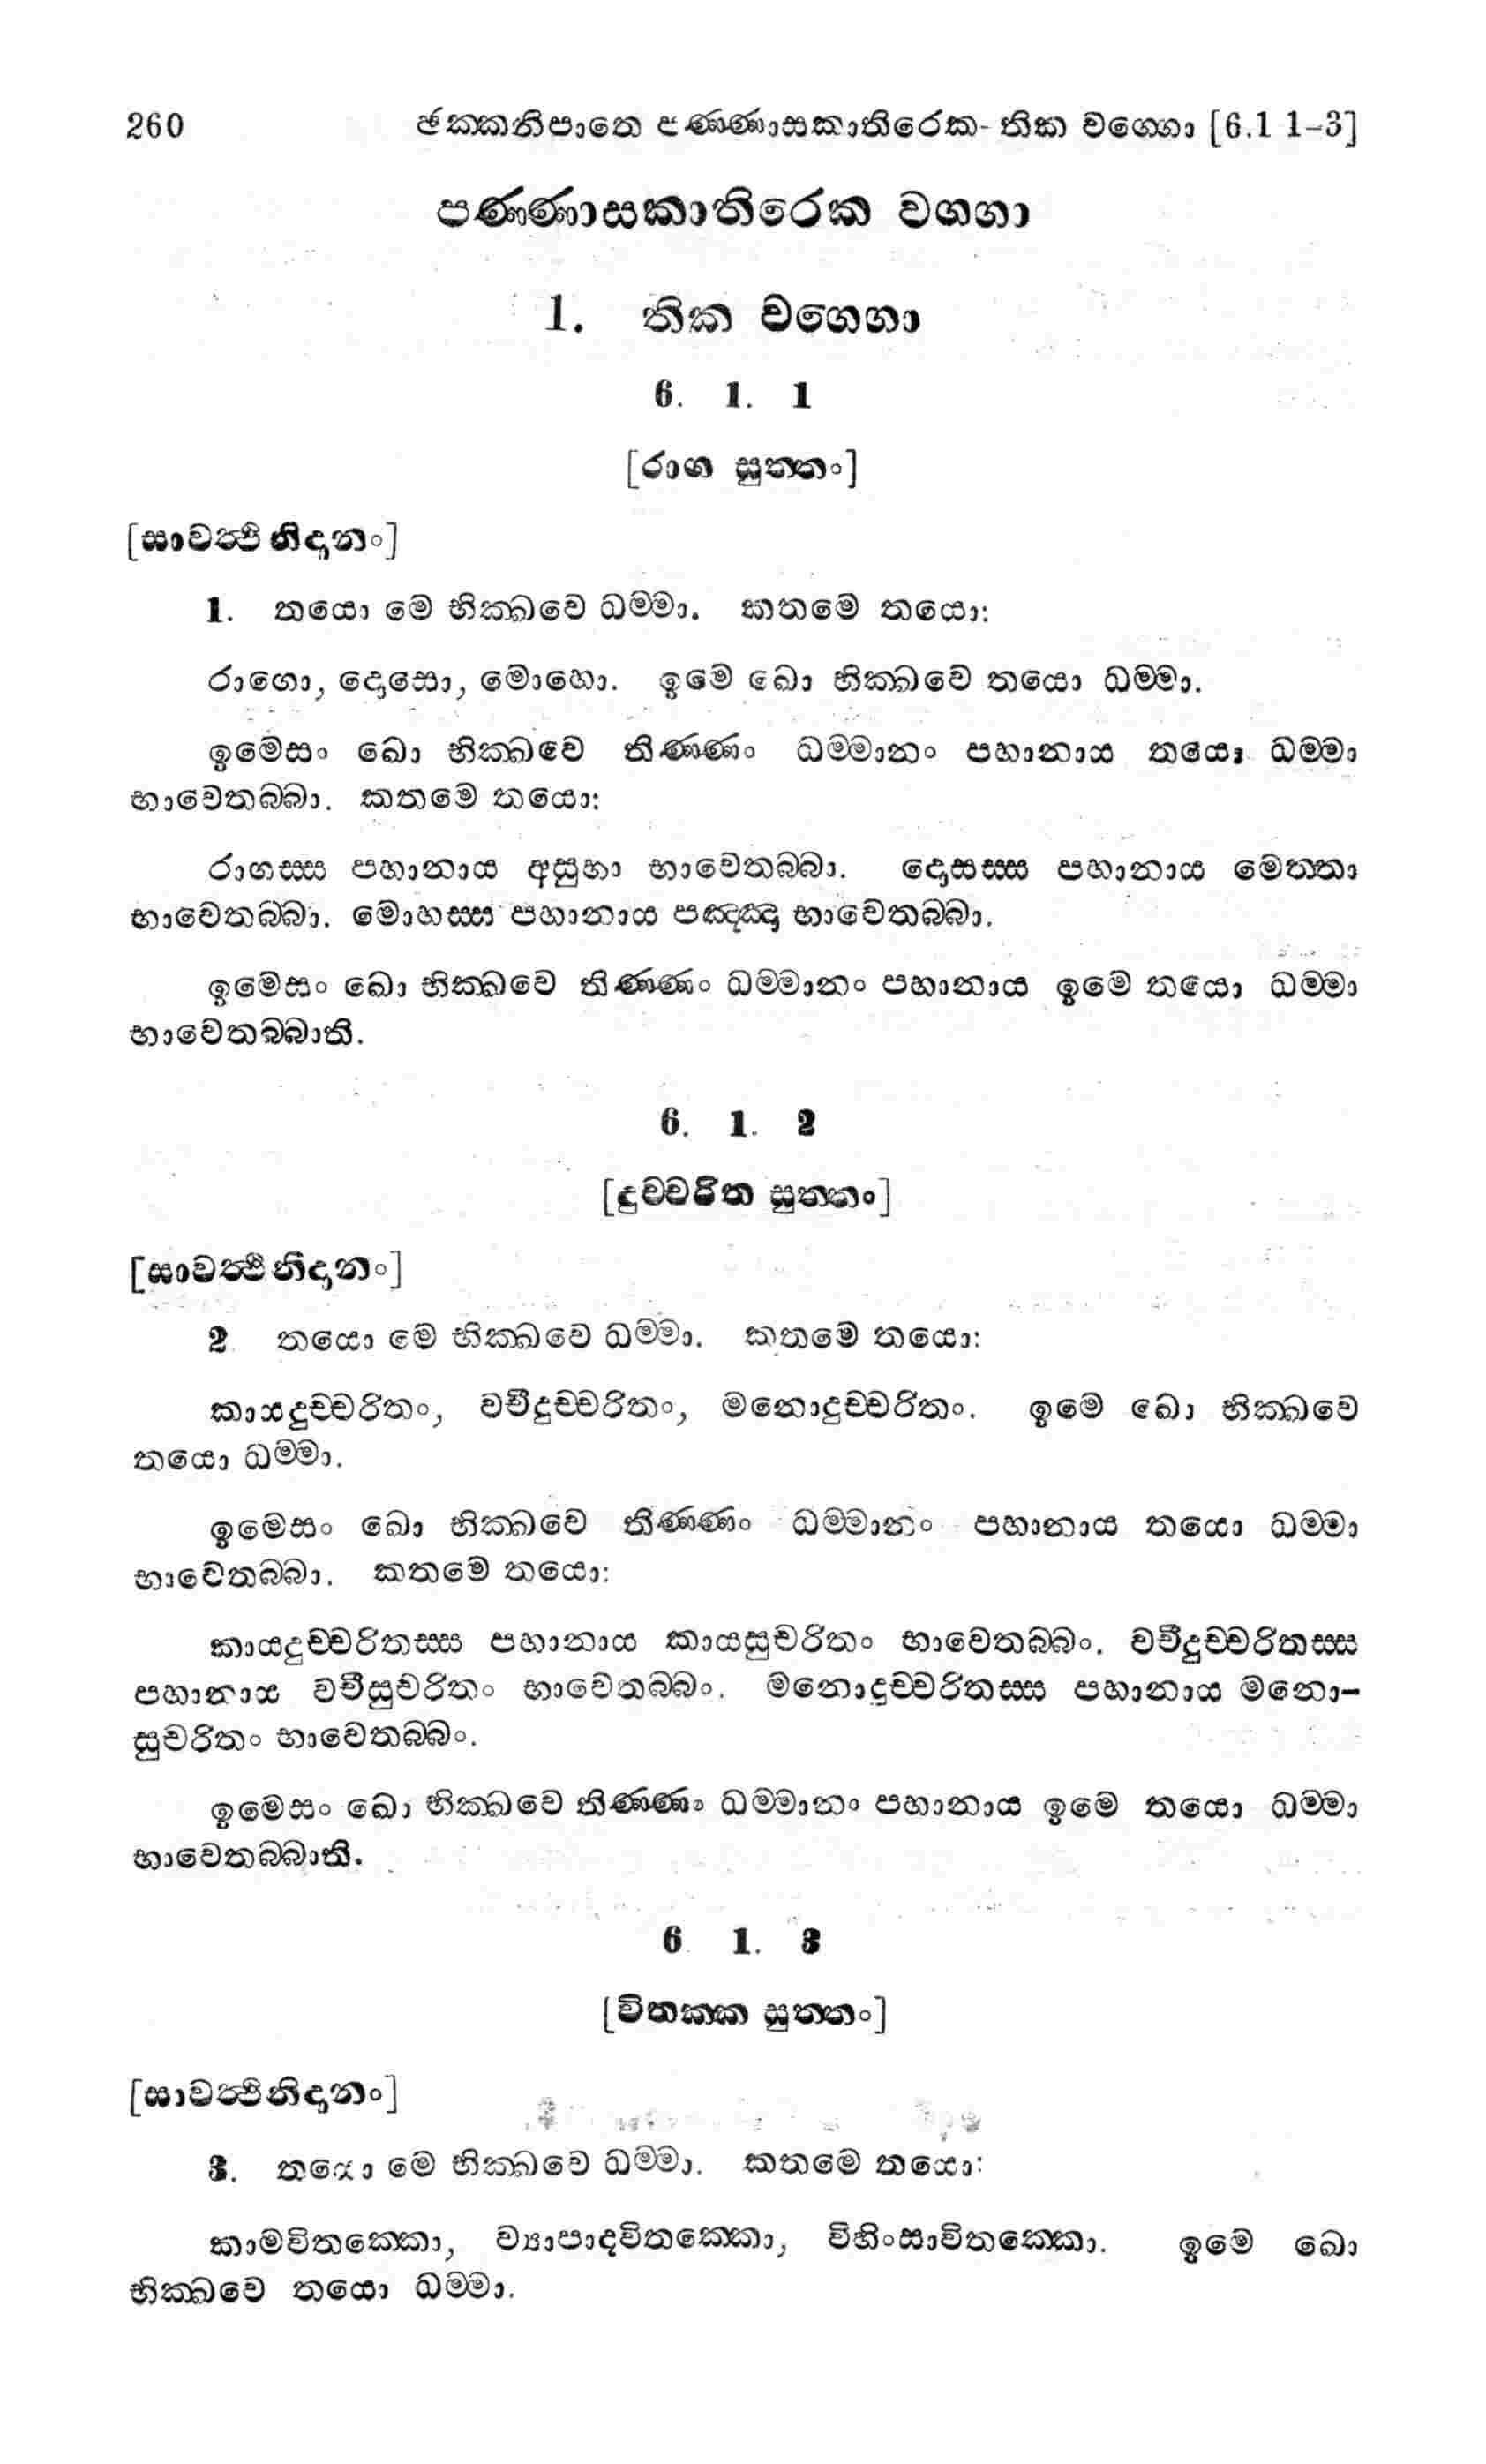 260 ඡක්කනිපාතෙ පණ්ණාසකාතිරෙක- තික වග්ගො [6.1 1-3]
පණ්ණාසකාතිරෙක වග්ගා
1. තික වග්ගො
6. 1. 1
[රාග සුත්තං]
[සාවත්ථිනිදානං]
1. තයො මෙ භික්ඛවෙ ධම්මා. කතමෙ තයො:
රාගො, දොසො, මොහො. ඉමෙ ඛො භික්ඛවෙ තයො ධම්මා.
ඉමෙසං ඛො භික්ඛවෙ තිණ්ණං ධම්මානං පහානාය තයො ධම්මා
භාවෙතබ්බා. කතමෙ තයො:
රාගස්ස පහානාය අසුභා භාවෙතබ්බා. දොසස්ස පහානාය මෙත්තා
භාවෙතබ්බා. මොහස්ස පහානාය පඤ්ඤා භාවෙතබ්බා.
ඉමෙසං ඛො භික්ඛවෙ තිණ්ණං ධම්මානං පහානාය ඉමෙ තයො ධම්මා
භාවෙතබ්බාති.
6. 1. 2
[දුච්චරිත සුත්තං]
[සාවත්ථිනිදානං]
2 තයො මෙ භික්ඛවෙ ධම්මා. කතමෙ තයො:
කායදුච්චරිතං, වචීදුච්චරිතං, මනොදුච්චරිතං. ඉමෙ ඛො භික්ඛවෙ
තයො ධම්මා.
ඉමෙසං ඛො භික්ඛවෙ තිණ්ණං ධම්මානං පහානාය තයො ධම්මා
භාවෙතබ්බා. කතමෙ තයො:
කායදුච්චරිතස්ස පහානාය කායසුචරිතං භාවෙතබ්බං. වචීදුච්චරිතස්ස
පහානාය වචීසුචරිතං භාවෙතබ්බං. මනොදුච්චරිතස්ස පහානාය මනො-
සුචරිතං භාවෙතබ්බං.
ඉමෙසං ඛො භික්ඛවෙ තිණ්ණං ධම්මානං පහානාය ඉමෙ තයො ධම්මා
භාවෙතබ්බාති.
6 1. 3
[විතක්ක සුත්තං]
[සාවත්ථිනිදානං]
3. තයො මෙ භික්ඛවෙ ධම්මා. කතමෙ තයො:
කාමවිතක්කො, ව්‍යාපාදවිතක්කො, විහිංසාවිතක්කො. ඉමෙ ඛො
භික්ඛවෙ තයො ධම්මා.